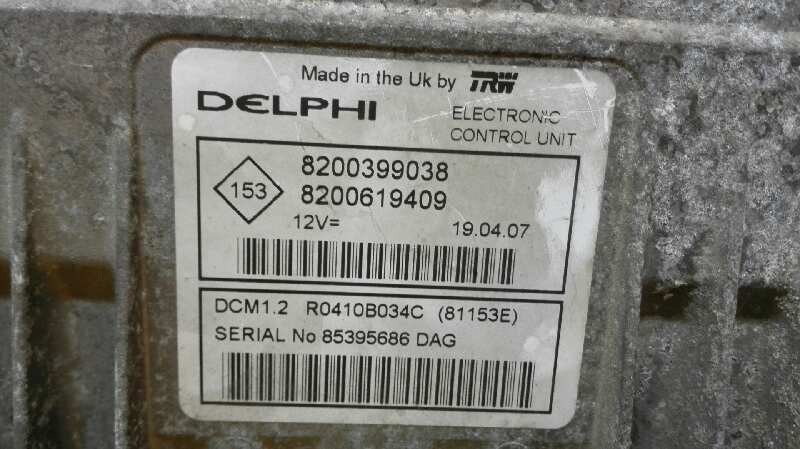 Made in the Uk by TRW
DELPHI ELECTRONIC
CONTROL UNIT
153
8200399038
8200619409
12V= 19.04.07
DCM1.2 R0410B034C (81153E)
SERIAL No 85395686 DAG